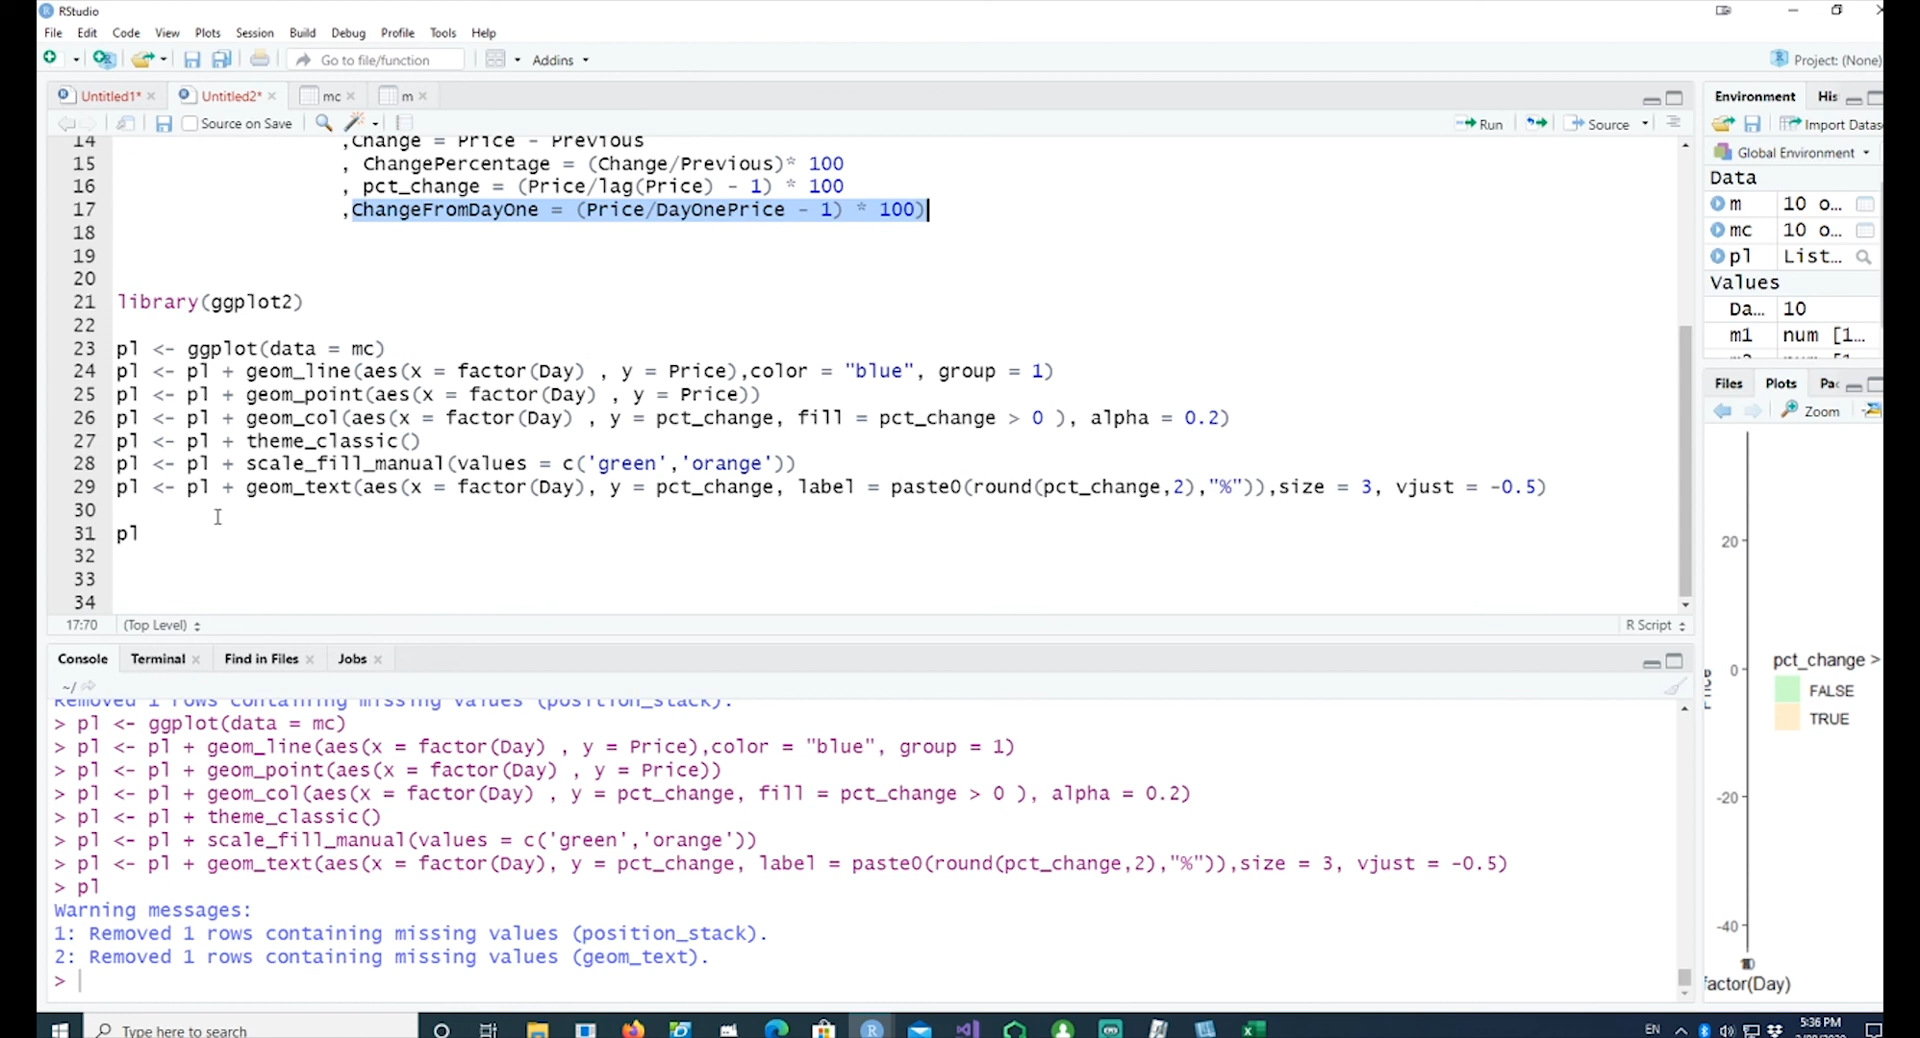 RStudio
File Edit Code View Plots Session Build Debug Profile Tools Help
Go to file/function Addins Project: (None)
Untitled1* Untitled2* mc m
Source on Save Run Source
14 ,Change = Price - Previous
15 , ChangePercentage = (Change/Previous)* 100
16 , pct_change = (Price/lag(Price) - 1) * 100
17 ,ChangeFromDayOne = (Price/DayOnePrice - 1) * 100)
18
19
20
21 library(ggplot2)
22
23 pl <- ggplot(data = mc)
24 pl <- pl + geom_line(aes(x = factor(Day) , y = Price),color = "blue", group = 1)
25 pl <- pl + geom_point(aes(x = factor(Day) , y = Price))
26 pl <- pl + geom_col(aes(x = factor(Day) , y = pct_change, fill = pct_change > 0 ), alpha = 0.2)
27 pl <- pl + theme_classic()
28 pl <- pl + scale_fill_manual(values = c('green','orange'))
29 pl <- pl + geom_text(aes(x = factor(Day), y = pct_change, label = paste0(round(pct_change,2),"%")),size = 3, vjust = -0.5)
30
31 pl
32
33
34
17:70 (Top Level) R Script
Console Terminal Find in Files Jobs
~/
Removed 1 rows containing missing values (position_stack).
> pl <- ggplot(data = mc)
> pl <- pl + geom_line(aes(x = factor(Day) , y = Price),color = "blue", group = 1)
> pl <- pl + geom_point(aes(x = factor(Day) , y = Price))
> pl <- pl + geom_col(aes(x = factor(Day) , y = pct_change, fill = pct_change > 0 ), alpha = 0.2)
> pl <- pl + theme_classic()
> pl <- pl + scale_fill_manual(values = c('green','orange'))
> pl <- pl + geom_text(aes(x = factor(Day), y = pct_change, label = paste0(round(pct_change,2),"%")),size = 3, vjust = -0.5)
> pl
Warning messages:
1: Removed 1 rows containing missing values (position_stack).
2: Removed 1 rows containing missing values (geom_text).
>
Environment His
Import Datas
Global Environment
Data
m 10 o…
mc 10 o…
pl List…
Values
Da… 10
m1 num [1…
Files Plots Pac
Zoom
20
0
-20
-40
Price
pct_change >
FALSE
TRUE
factor(Day)
Type here to search
EN
5:36 PM